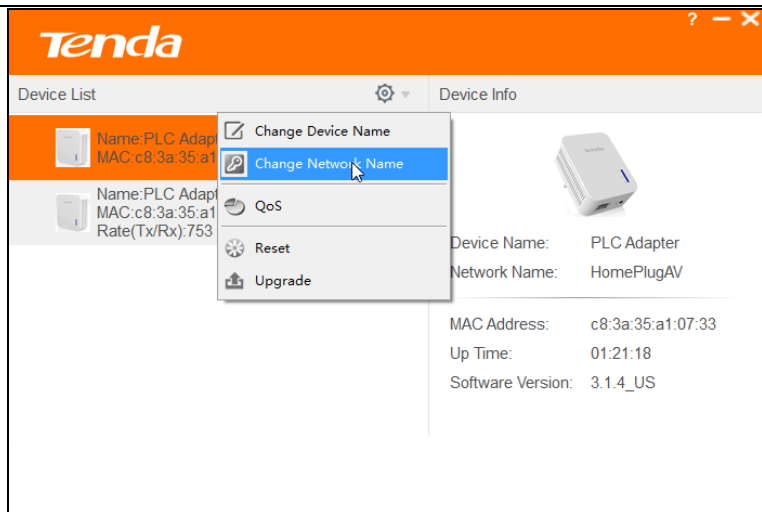 Tenda
?
Device List
Device Info
Name:PLC Adapt
MAC:c8:3a:35:a1
Name:PLC Adapt
MAC:c8:3a:35:a1
Rate(Tx/Rx):753
Change Device Name
Change Network Name
QoS
Reset
Upgrade
Device Name: PLC Adapter
Network Name: HomePlugAV
MAC Address: c8:3a:35:a1:07:33
Up Time: 01:21:18
Software Version: 3.1.4_US